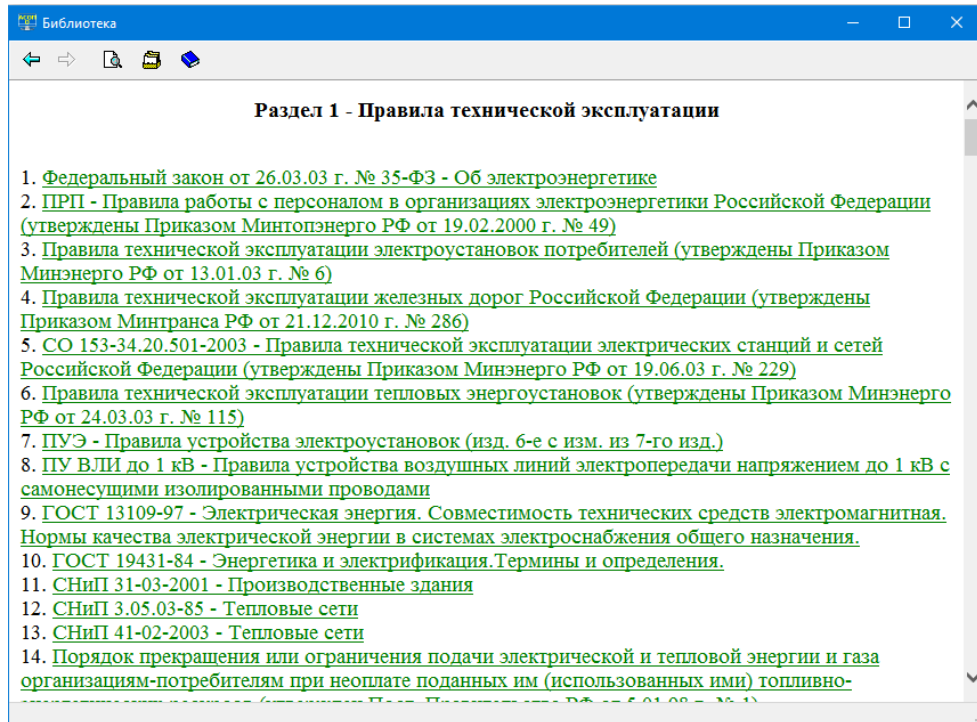 Библиотека
Раздел 1 - Правила технической эксплуатации
1. Федеральный закон от 26.03.03 г. № 35-ФЗ - Об электроэнергетике
2. ПРП - Правила работы с персоналом в организациях электроэнергетики Российской Федерации
(утверждены Приказом Минтопэнерго РФ от 19.02.2000 г. № 49)
3. Правила технической эксплуатации электроустановок потребителей (утверждены Приказом
Минэнерго РФ от 13.01.03 г. № 6)
4. Правила технической эксплуатации железных дорог Российской Федерации (утверждены
Приказом Минтранса РФ от 21.12.2010 г. № 286)
5. СО 153-34.20.501-2003 - Правила технической эксплуатации электрических станций и сетей
Российской Федерации (утверждены Приказом Минэнерго РФ от 19.06.03 г. № 229)
6. Правила технической эксплуатации тепловых энергоустановок (утверждены Приказом Минэнерго
РФ от 24.03.03 г. № 115)
7. ПУЭ - Правила устройства электроустановок (изд. 6-е с изм. из 7-го изд.)
8. ПУ ВЛИ до 1 кВ - Правила устройства воздушных линий электропередачи напряжением до 1 кВ с
самонесущими изолированными проводами
9. ГОСТ 13109-97 - Электрическая энергия. Совместимость технических средств электромагнитная.
Нормы качества электрической энергии в системах электроснабжения общего назначения.
10. ГОСТ 19431-84 - Энергетика и электрификация.Термины и определения.
11. СНиП 31-03-2001 - Производственные здания
12. СНиП 3.05.03-85 - Тепловые сети
13. СНиП 41-02-2003 - Тепловые сети
14. Порядок прекращения или ограничения подачи электрической и тепловой энергии и газа
организациям-потребителям при неоплате поданных им (использованных ими) топливно-